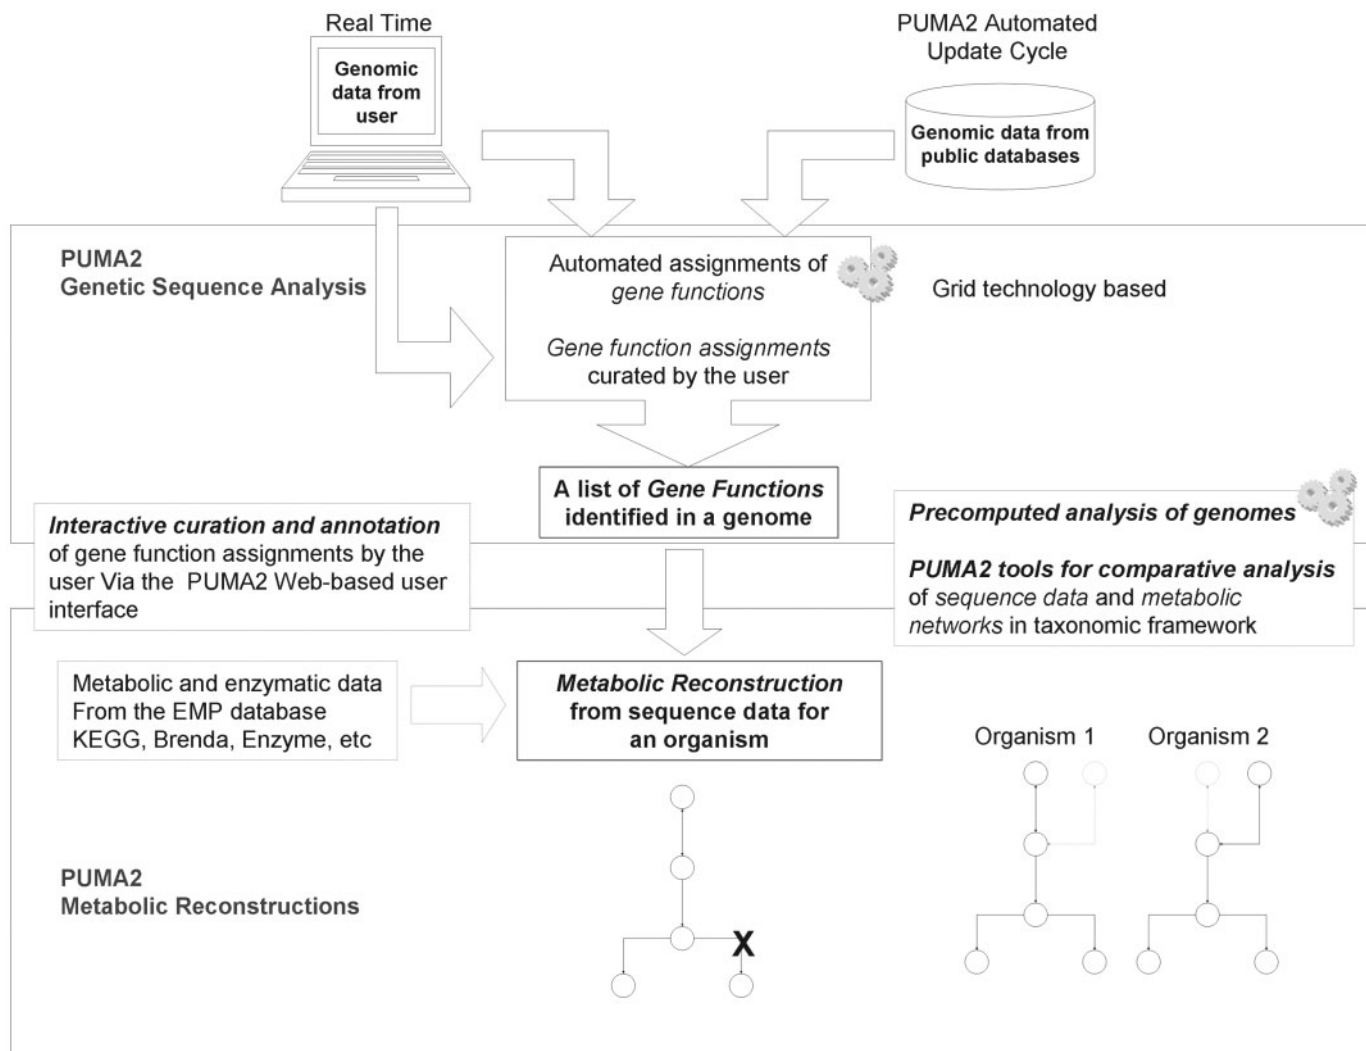 Real Time
Genomic
data from
user
PUMA2 Automated
Update Cycle
Genomic data from
public databases
PUMA2
Genetic Sequence Analysis
Automated assignments of
gene functions
Gene function assignments
curated by the user
Grid technology based
A list of Gene Functions
identified in a genome
Interactive curation and annotation
of gene function assignments by the
user Via the PUMA2 Web-based user
interface
Precomputed analysis of genomes
PUMA2 tools for comparative analysis
of sequence data and metabolic
networks in taxonomic framework
Metabolic and enzymatic data
From the EMP database
KEGG, Brenda, Enzyme, etc
Metabolic Reconstruction
from sequence data for
an organism
Organism 1
Organism 2
X
PUMA2
Metabolic Reconstructions